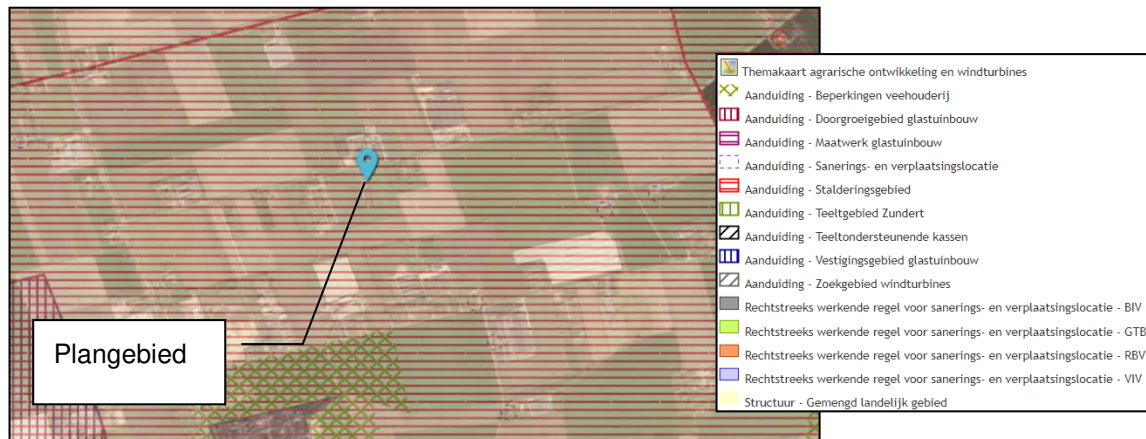 Plangebied
Themakaart agrarische ontwikkeling en windturbines
Aanduiding - Beperkingen veehouderij
Aanduiding - Doorgroeigebied glastuinbouw
Aanduiding - Maatwerk glastuinbouw
Aanduiding - Sanerings- en verplaatsingslocatie
Aanduiding - Stalderingsgebied
Aanduiding - Teeltgebied Zundert
Aanduiding - Teeltondersteunende kassen
Aanduiding - Vestigingsgebied glastuinbouw
Aanduiding - Zoekgebied windturbines
Rechtstreeks werkende regel voor sanerings- en verplaatsingslocatie - BIV
Rechtstreeks werkende regel voor sanerings- en verplaatsingslocatie - GTB
Rechtstreeks werkende regel voor sanerings- en verplaatsingslocatie - RBV
Rechtstreeks werkende regel voor sanerings- en verplaatsingslocatie - VIV
Structuur - Gemengd landelijk gebied